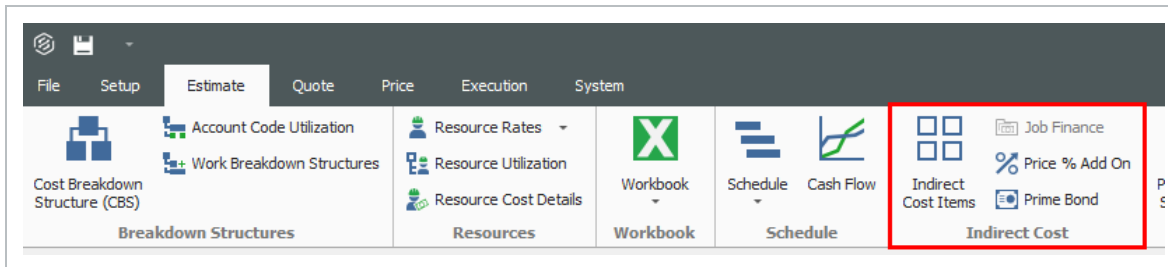 File Setup Estimate Quote Price Execution System
Cost Breakdown
Structure (CBS)
Account Code Utilization
Work Breakdown Structures
Breakdown Structures
Resource Rates
Resource Utilization
Resource Cost Details
Resources
Workbook
Workbook
Schedule
Cash Flow
Schedule
Indirect
Cost Items
Job Finance
Price % Add On
Prime Bond
Indirect Cost